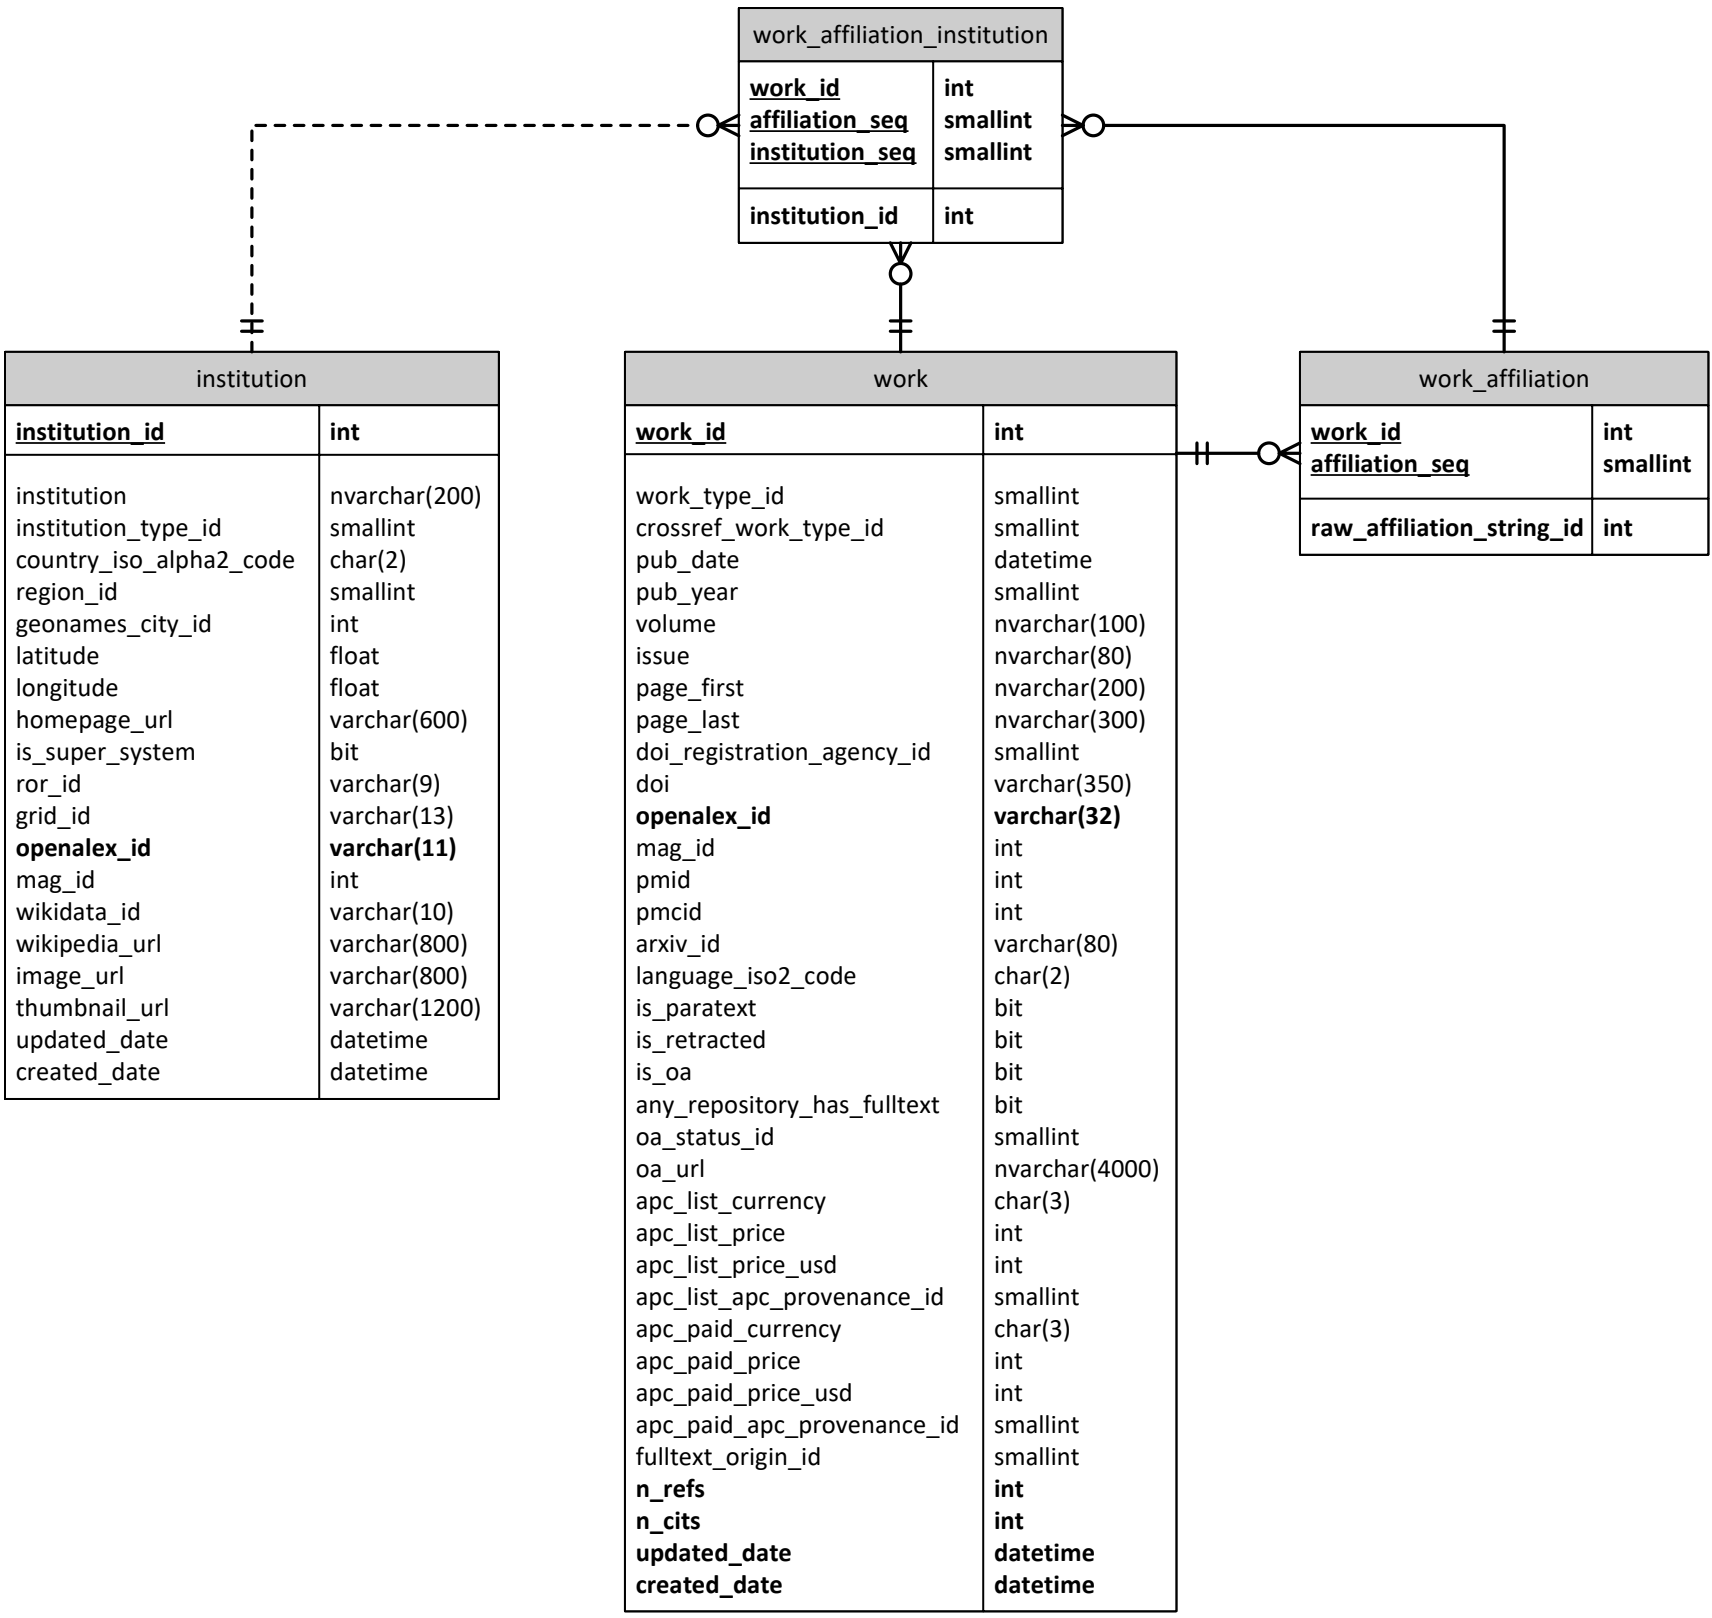 work_affiliation_institution
work_id int
affiliation_seq smallint
institution_seq smallint
institution_id int
institution
institution_id int
institution nvarchar(200)
institution_type_id smallint
country_iso_alpha2_code char(2)
region_id smallint
geonames_city_id int
latitude float
longitude float
homepage_url varchar(600)
is_super_system bit
ror_id varchar(9)
grid_id varchar(13)
openalex_id varchar(11)
mag_id int
wikidata_id varchar(10)
wikipedia_url varchar(800)
image_url varchar(800)
thumbnail_url varchar(1200)
updated_date datetime
created_date datetime
work
work_id int
work_type_id smallint
crossref_work_type_id smallint
pub_date datetime
pub_year smallint
volume nvarchar(100)
issue nvarchar(80)
page_first nvarchar(200)
page_last nvarchar(300)
doi_registration_agency_id smallint
doi varchar(350)
openalex_id varchar(32)
mag_id int
pmid int
pmcid int
arxiv_id varchar(80)
language_iso2_code char(2)
is_paratext bit
is_retracted bit
is_oa bit
any_repository_has_fulltext bit
oa_status_id smallint
oa_url nvarchar(4000)
apc_list_currency char(3)
apc_list_price int
apc_list_price_usd int
apc_list_apc_provenance_id smallint
apc_paid_currency char(3)
apc_paid_price int
apc_paid_price_usd int
apc_paid_apc_provenance_id smallint
fulltext_origin_id smallint
n_refs int
n_cits int
updated_date datetime
created_date datetime
work_affiliation
work_id int
affiliation_seq smallint
raw_affiliation_string_id int